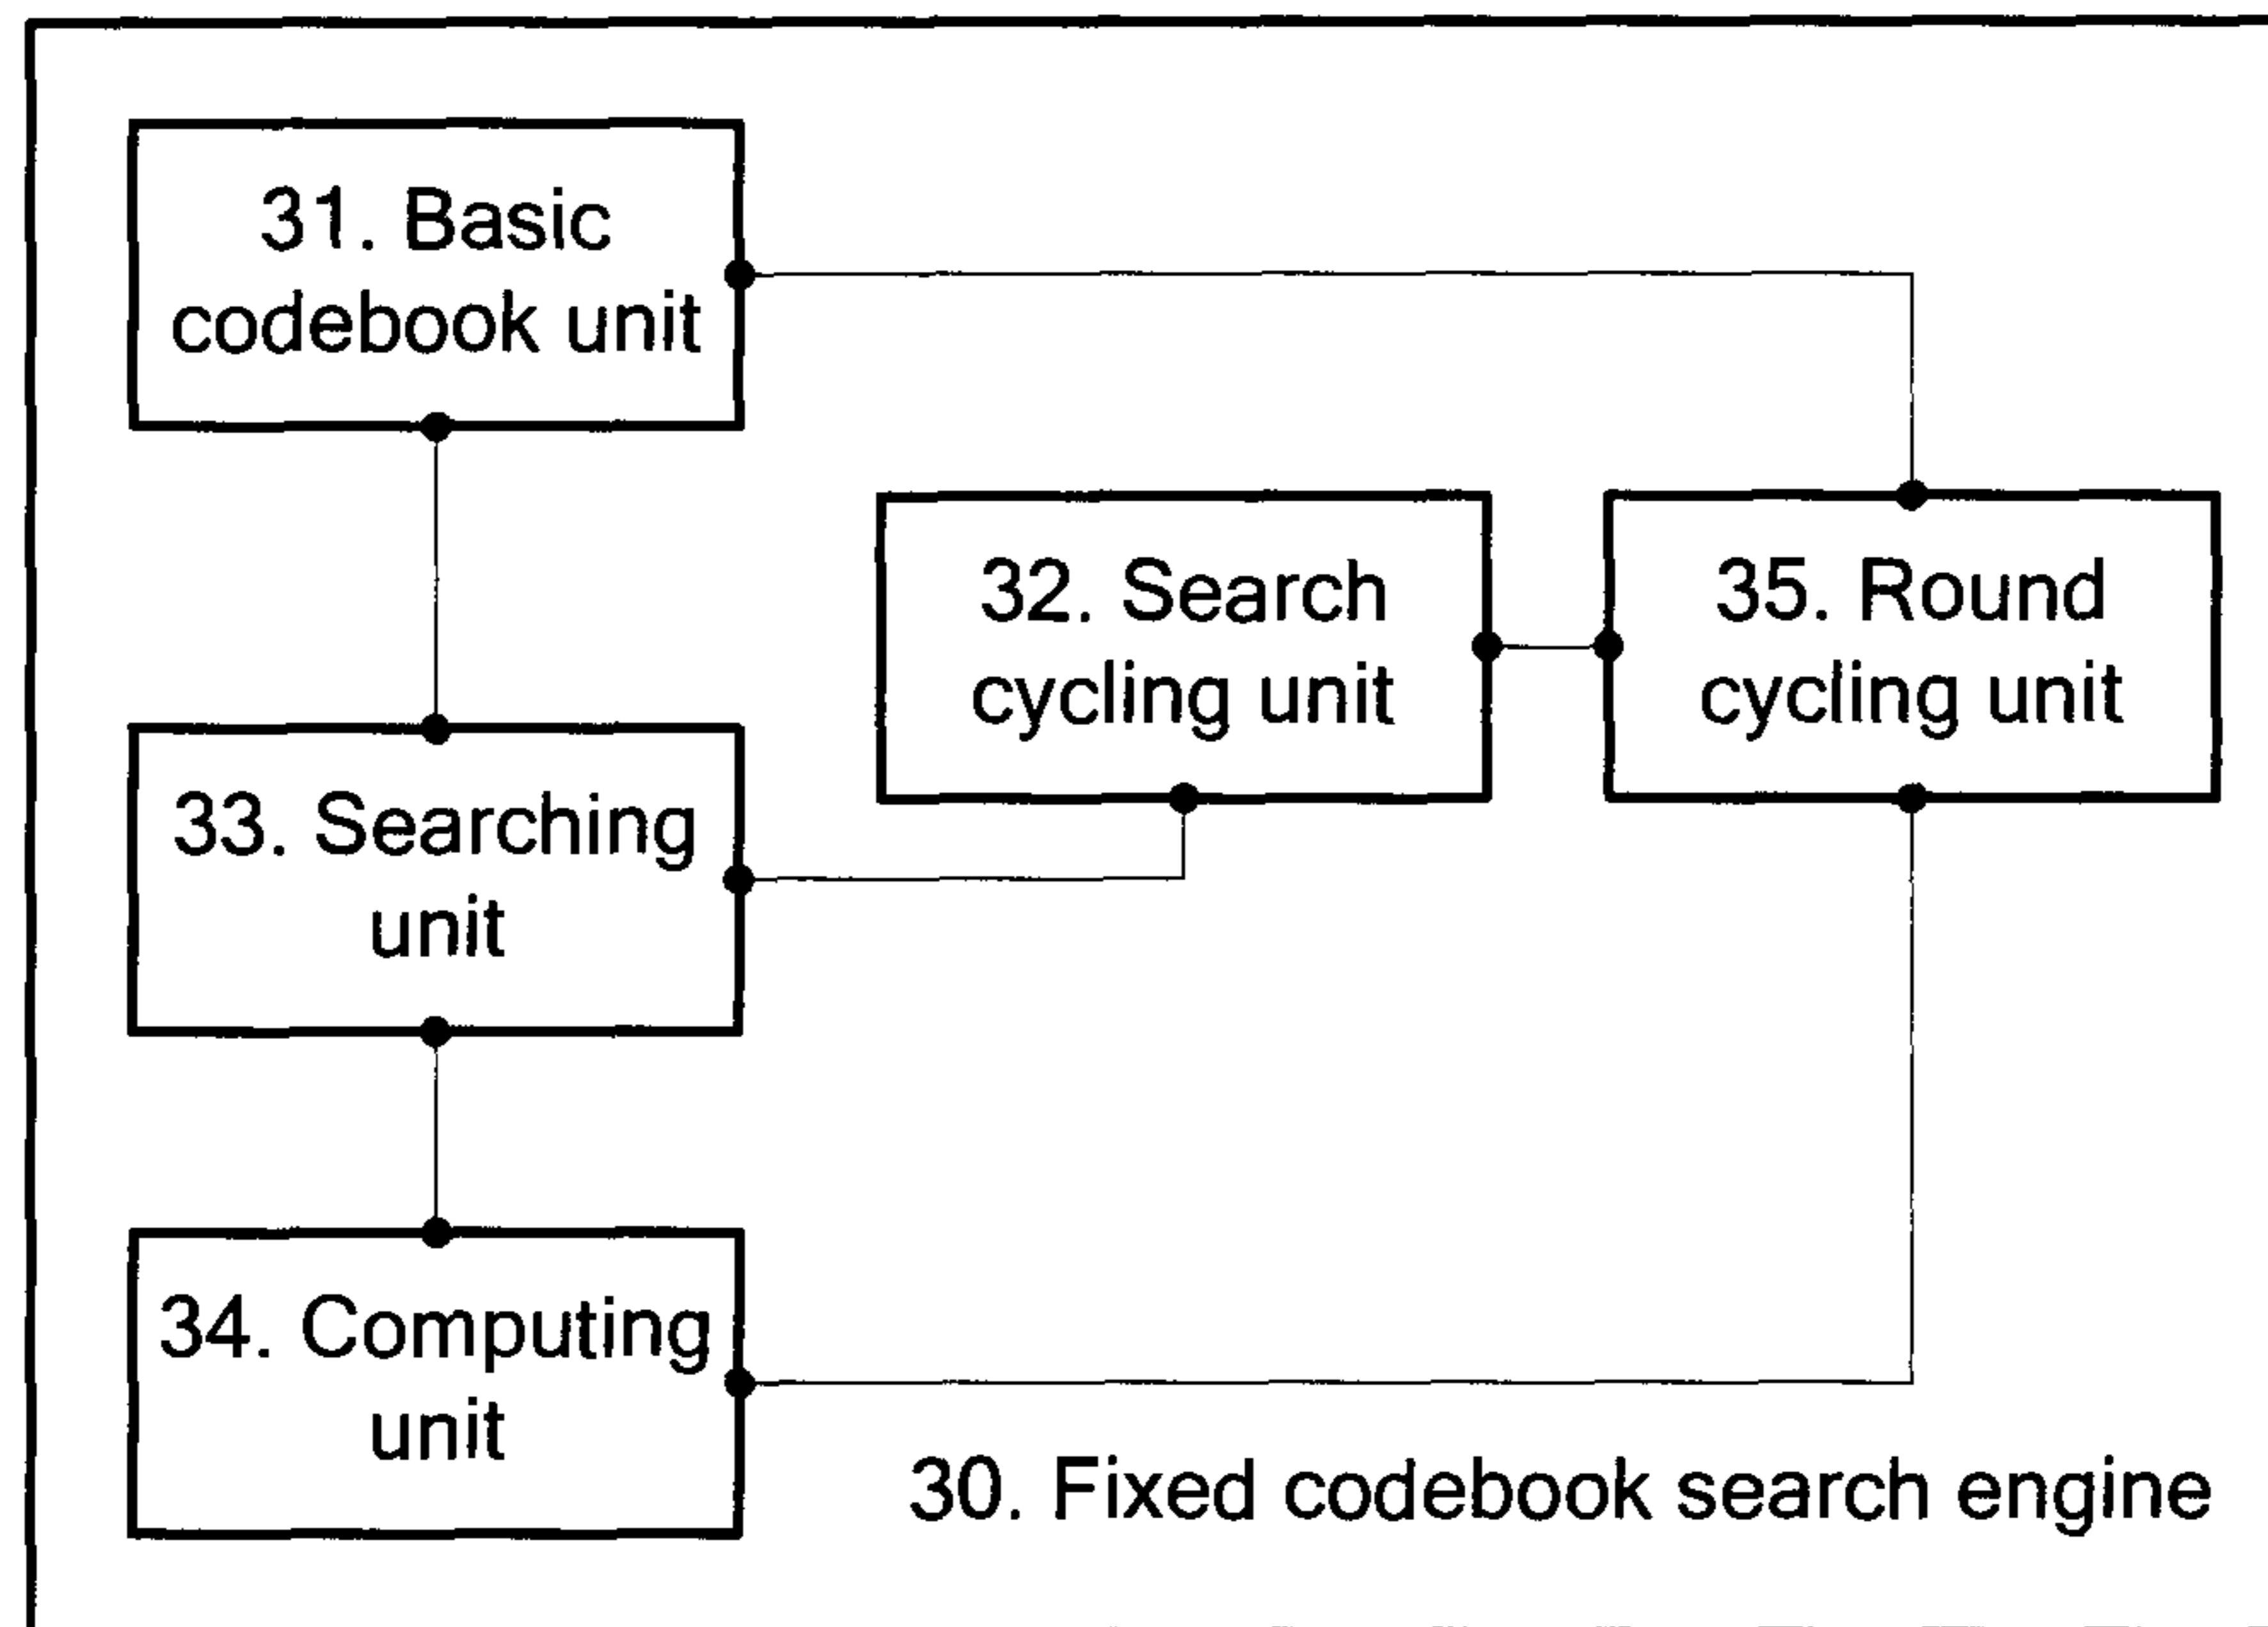 31. Basic
codebook unit
32. Search
cycling unit
35. Round
cycling unit
33. Searching
unit
34. Computing
unit
30. Fixed codebook search engine